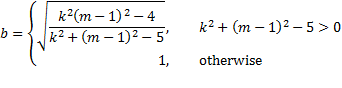 b = { √((k²(m − 1)² − 4)/(k² + (m − 1)² − 5)), k² + (m − 1)² − 5 > 0
1, otherwise